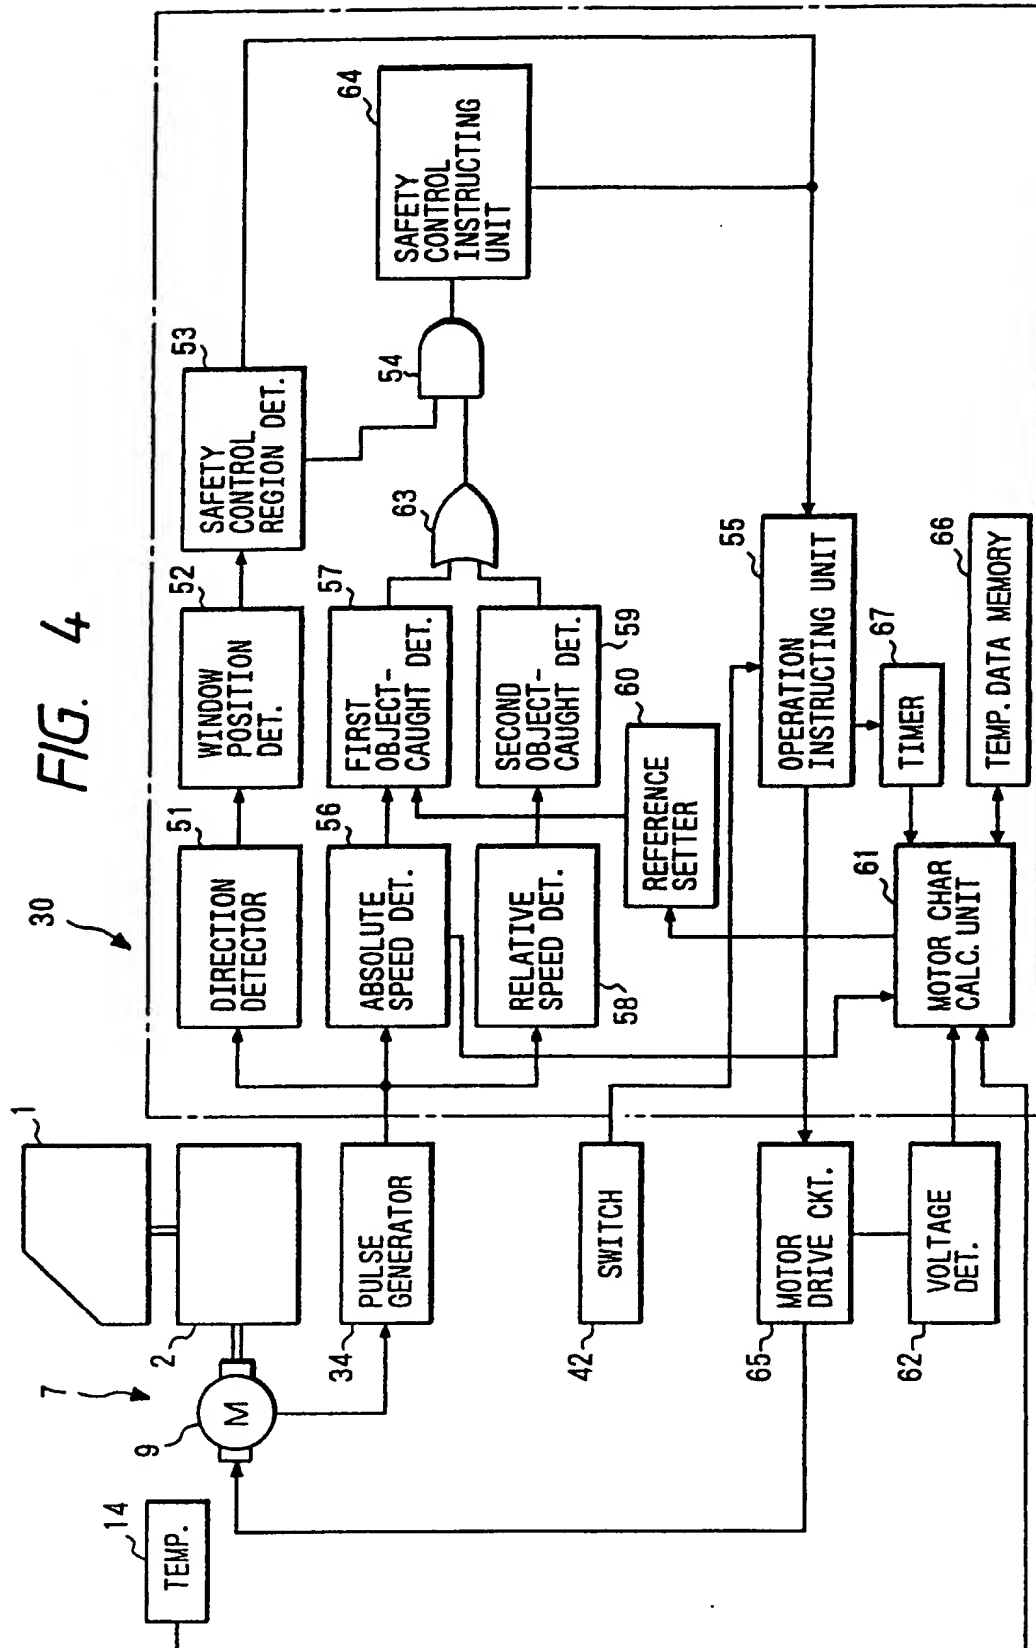 FIG. 4
30
7
1
2
9
M
14
TEMP.
34
PULSE
GENERATOR
42
SWITCH
65
MOTOR
DRIVE CKT.
62
VOLTAGE
DET.
51
DIRECTION
DETECTOR
52
WINDOW
POSITION
DET.
53
SAFETY
CONTROL
REGION DET.
56
ABSOLUTE
SPEED DET.
57
FIRST
OBJECT-
CAUGHT DET.
58
RELATIVE
SPEED DET.
59
SECOND
OBJECT-
CAUGHT DET.
63
54
64
SAFETY
CONTROL
INSTRUCTING
UNIT
60
REFERENCE
SETTER
55
OPERATION
INSTRUCTING UNIT
67
TIMER
61
MOTOR CHAR
CALC. UNIT
66
TEMP. DATA MEMORY